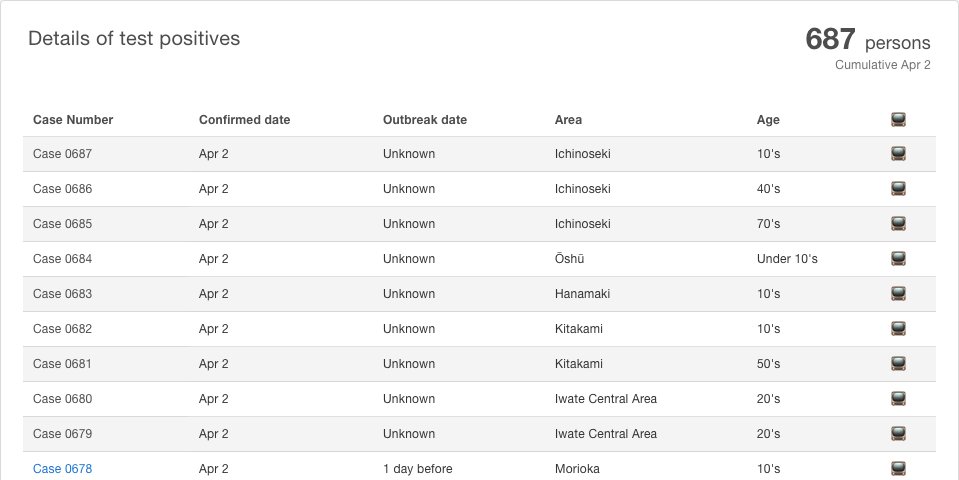 Details of test positives
687 persons
Cumulative Apr 2
Case Number Confirmed date Outbreak date Area Age
Case 0687 Apr 2 Unknown Ichinoseki 10's
Case 0686 Apr 2 Unknown Ichinoseki 40's
Case 0685 Apr 2 Unknown Ichinoseki 70's
Case 0684 Apr 2 Unknown Ōshū Under 10's
Case 0683 Apr 2 Unknown Hanamaki 10's
Case 0682 Apr 2 Unknown Kitakami 10's
Case 0681 Apr 2 Unknown Kitakami 50's
Case 0680 Apr 2 Unknown Iwate Central Area 20's
Case 0679 Apr 2 Unknown Iwate Central Area 20's
Case 0678 Apr 2 1 day before Morioka 10's